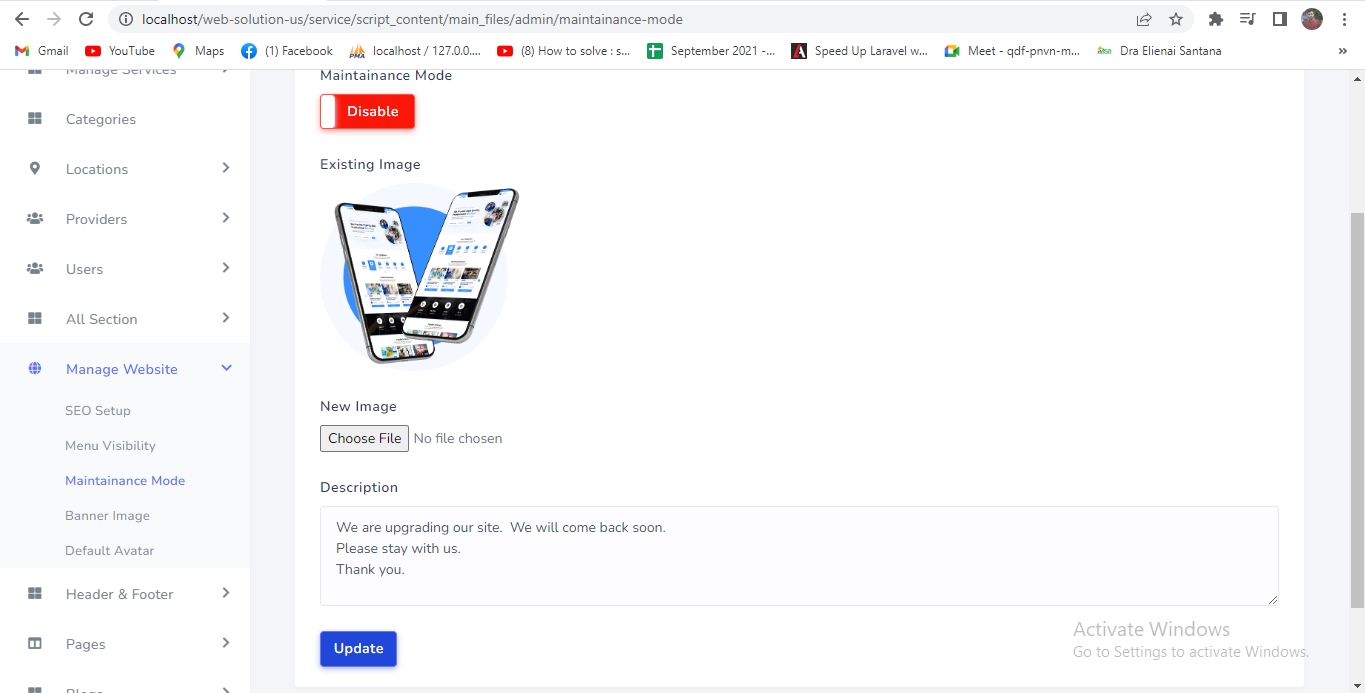 localhost/web-solution-us/service/script_content/main_files/admin/maintainance-mode
Gmail
YouTube
Maps
(1) Facebook
PMA
localhost / 127.0.0....
(8) How to solve : s...
September 2021 -...
Speed Up Laravel w...
Meet - qdf-pnvn-m...
Dra Elienai Santana
»
Manage Services
Categories
Locations
Providers
Users
All Section
Manage Website
SEO Setup
Menu Visibility
Maintainance Mode
Banner Image
Default Avatar
Header & Footer
Pages
Blogs
Maintainance Mode
Disable
Existing Image
New Image
Choose File No file chosen
Description
We are upgrading our site.  We will come back soon.
Please stay with us.
Thank you.
Update
Activate Windows
Go to Settings to activate Windows.